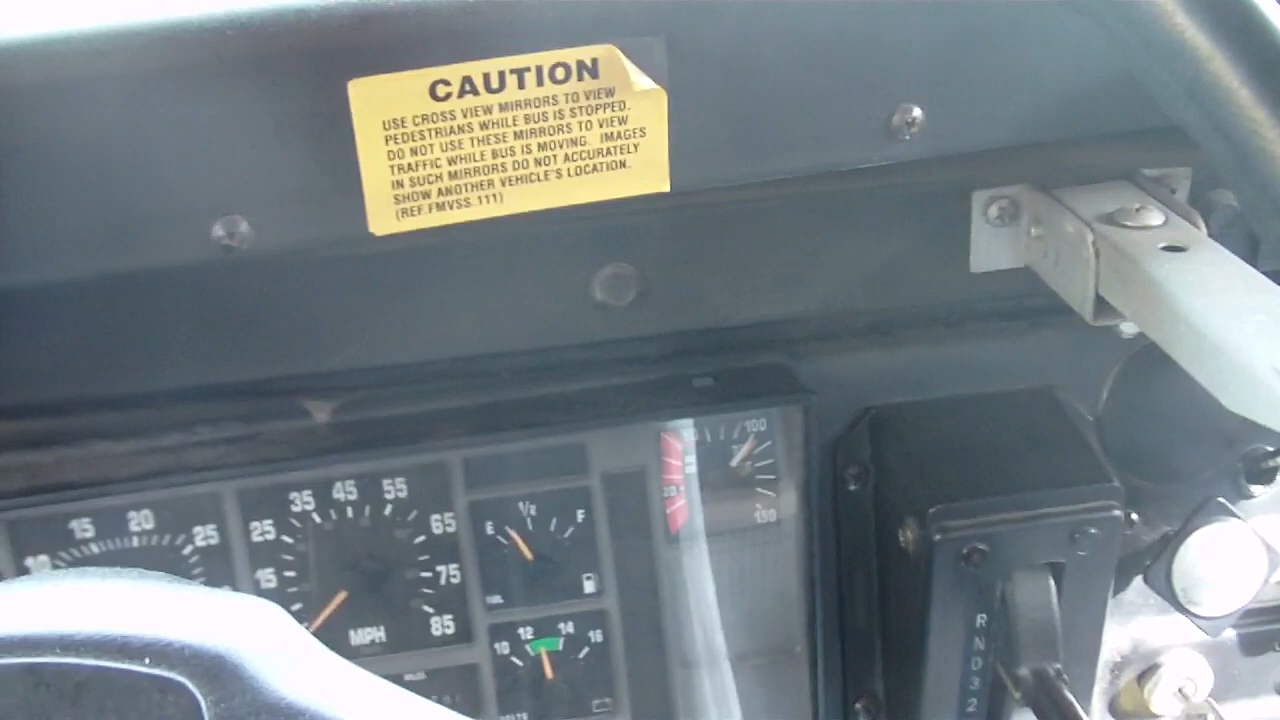 CAUTION
USE CROSS VIEW MIRRORS TO VIEW
PEDESTRIANS WHILE BUS IS STOPPED.
DO NOT USE THESE MIRRORS TO VIEW
TRAFFIC WHILE BUS IS MOVING. IMAGES
IN SUCH MIRRORS DO NOT ACCURATELY
SHOW ANOTHER VEHICLE'S LOCATION.
(REF.FMVSS.111)
10 15 20 25
15 25 35 45 55 65 75 85
MPH
E 1/2 F
FUEL
10 12 14 16
VOLTS
100
R
N
D
3
2